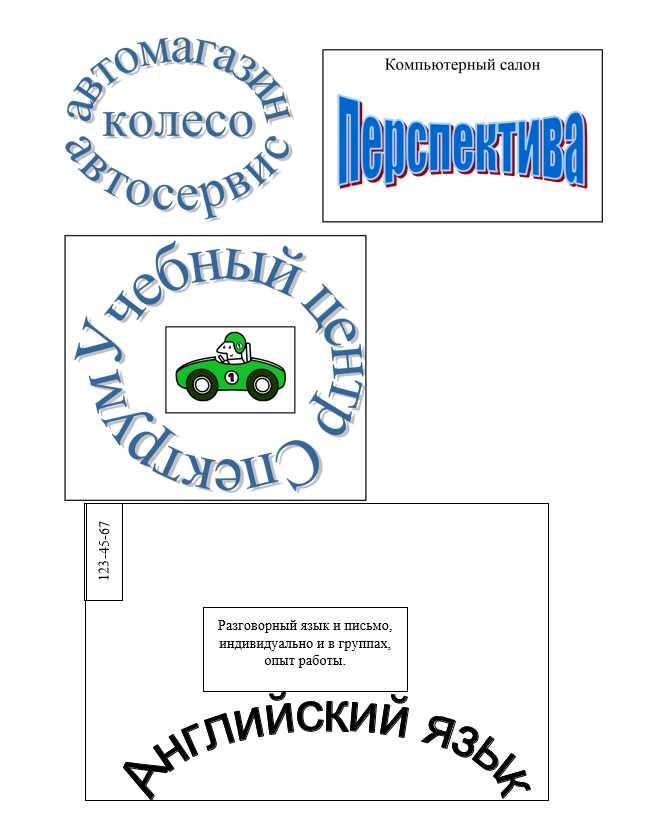 автомагазин
колесо
автосервис
Компьютерный салон
Перспектива
Учебный центр Спектрум
1
123-45-67
Разговорный язык и письмо,
индивидуально и в группах,
опыт работы.
Английский язык